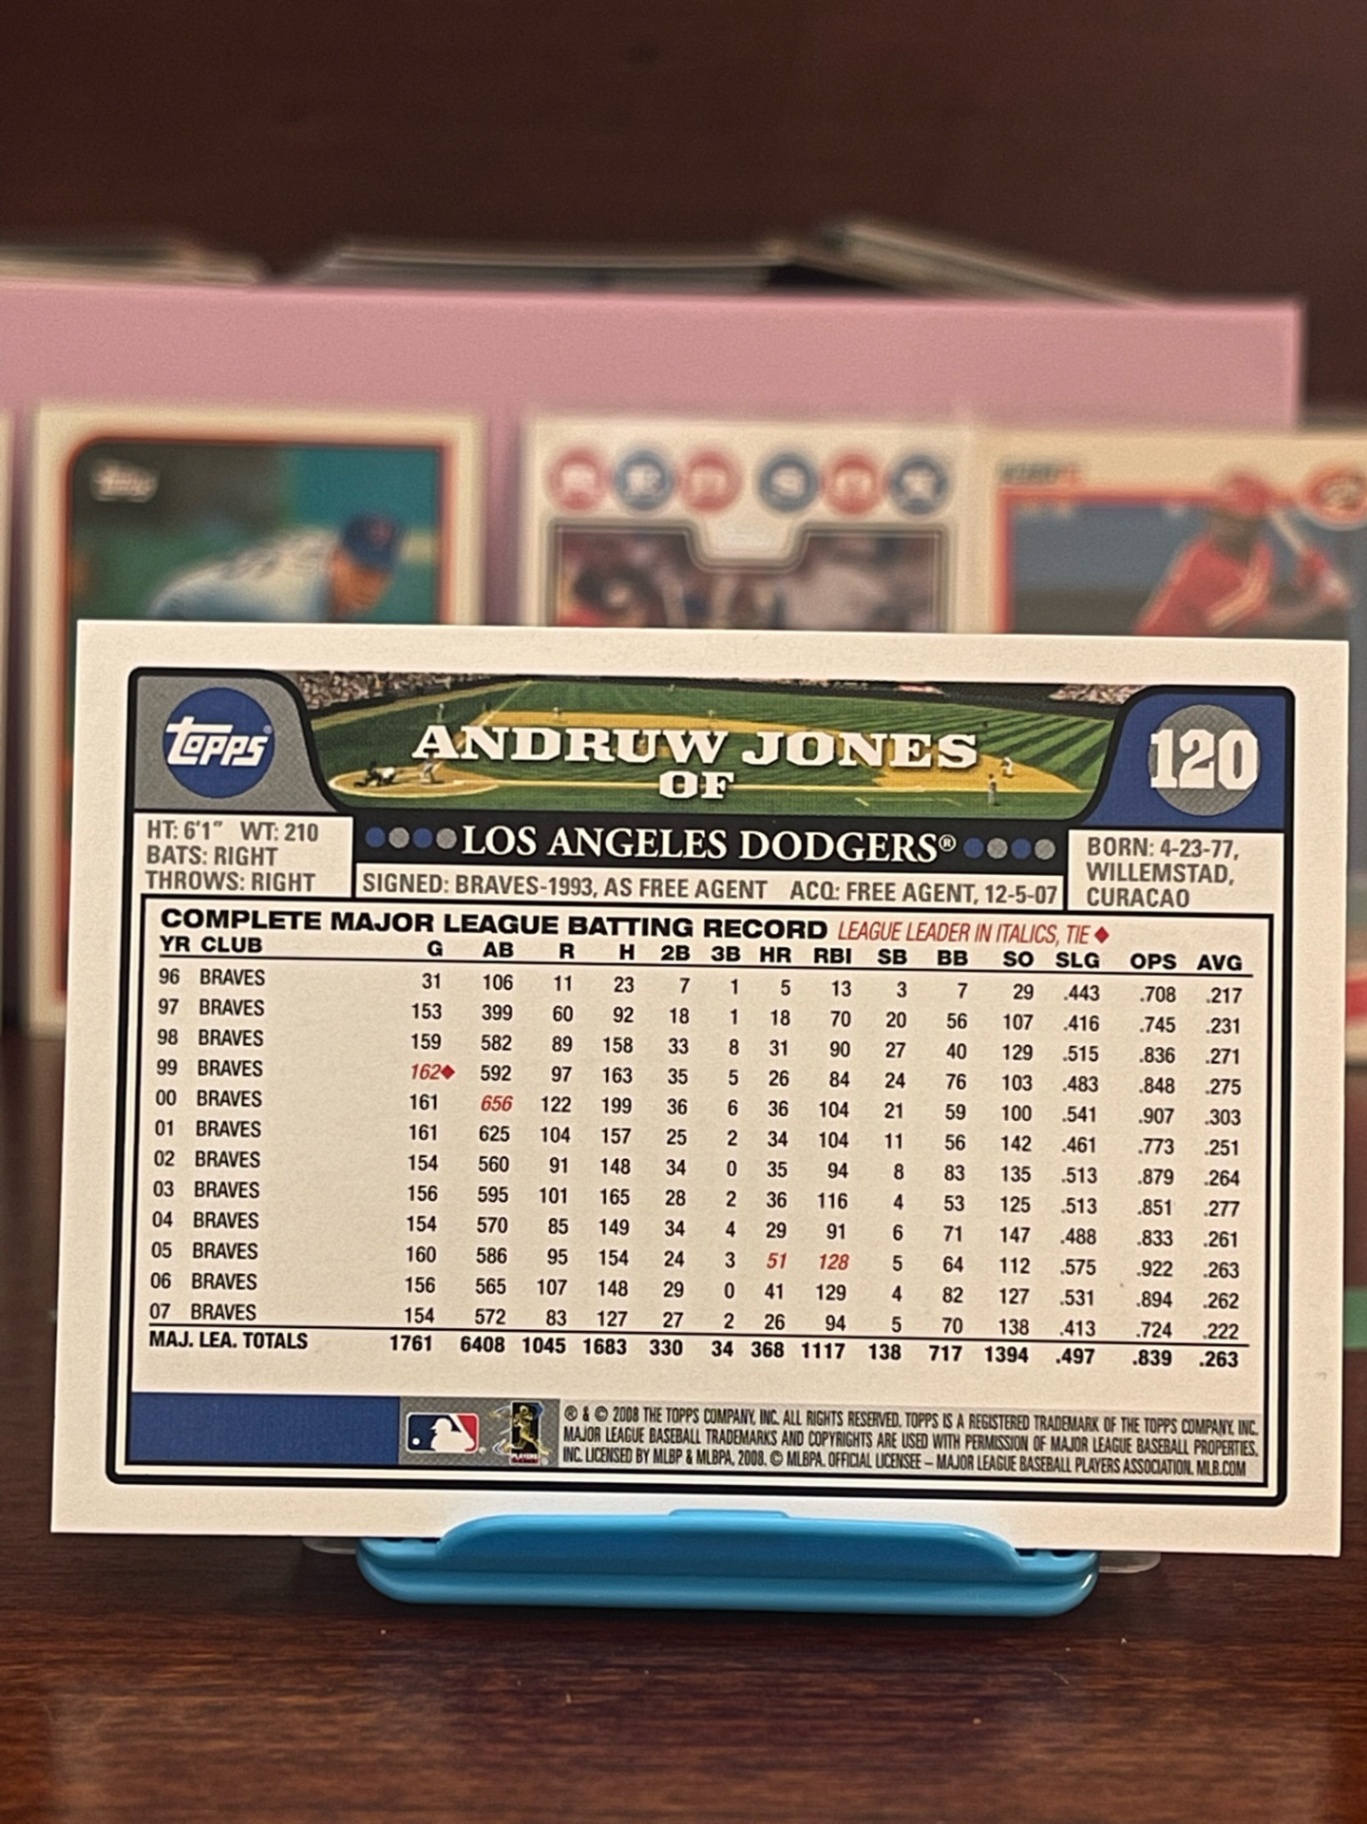 Topps
RED SOX
topps®
ANDRUW JONES
OF
120
HT: 6'1" WT: 210
BATS: RIGHT
THROWS: RIGHT
LOS ANGELES DODGERS®
SIGNED: BRAVES-1993, AS FREE AGENT ACQ: FREE AGENT, 12-5-07
BORN: 4-23-77,
WILLEMSTAD,
CURACAO
COMPLETE MAJOR LEAGUE BATTING RECORD LEAGUE LEADER IN ITALICS, TIE ♦
YR CLUB G AB R H 2B 3B HR RBI SB BB SO SLG OPS AVG
96 BRAVES 31 106 11 23 7 1 5 13 3 7 29 .443 .708 .217
97 BRAVES 153 399 60 92 18 1 18 70 20 56 107 .416 .745 .231
98 BRAVES 159 582 89 158 33 8 31 90 27 40 129 .515 .836 .271
99 BRAVES 162♦ 592 97 163 35 5 26 84 24 76 103 .483 .848 .275
00 BRAVES 161 656 122 199 36 6 36 104 21 59 100 .541 .907 .303
01 BRAVES 161 625 104 157 25 2 34 104 11 56 142 .461 .773 .251
02 BRAVES 154 560 91 148 34 0 35 94 8 83 135 .513 .879 .264
03 BRAVES 156 595 101 165 28 2 36 116 4 53 125 .513 .851 .277
04 BRAVES 154 570 85 149 34 4 29 91 6 71 147 .488 .833 .261
05 BRAVES 160 586 95 154 24 3 51 128 5 64 112 .575 .922 .263
06 BRAVES 156 565 107 148 29 0 41 129 4 82 127 .531 .894 .262
07 BRAVES 154 572 83 127 27 2 26 94 5 70 138 .413 .724 .222
MAJ. LEA. TOTALS 1761 6408 1045 1683 330 34 368 1117 138 717 1394 .497 .839 .263
® & © 2008 THE TOPPS COMPANY, INC. ALL RIGHTS RESERVED. TOPPS IS A REGISTERED TRADEMARK OF THE TOPPS COMPANY, INC.
MAJOR LEAGUE BASEBALL TRADEMARKS AND COPYRIGHTS ARE USED WITH PERMISSION OF MAJOR LEAGUE BASEBALL PROPERTIES,
INC. LICENSED BY MLBP & MLBPA, 2008. © MLBPA. OFFICIAL LICENSEE – MAJOR LEAGUE BASEBALL PLAYERS ASSOCIATION. MLB.COM